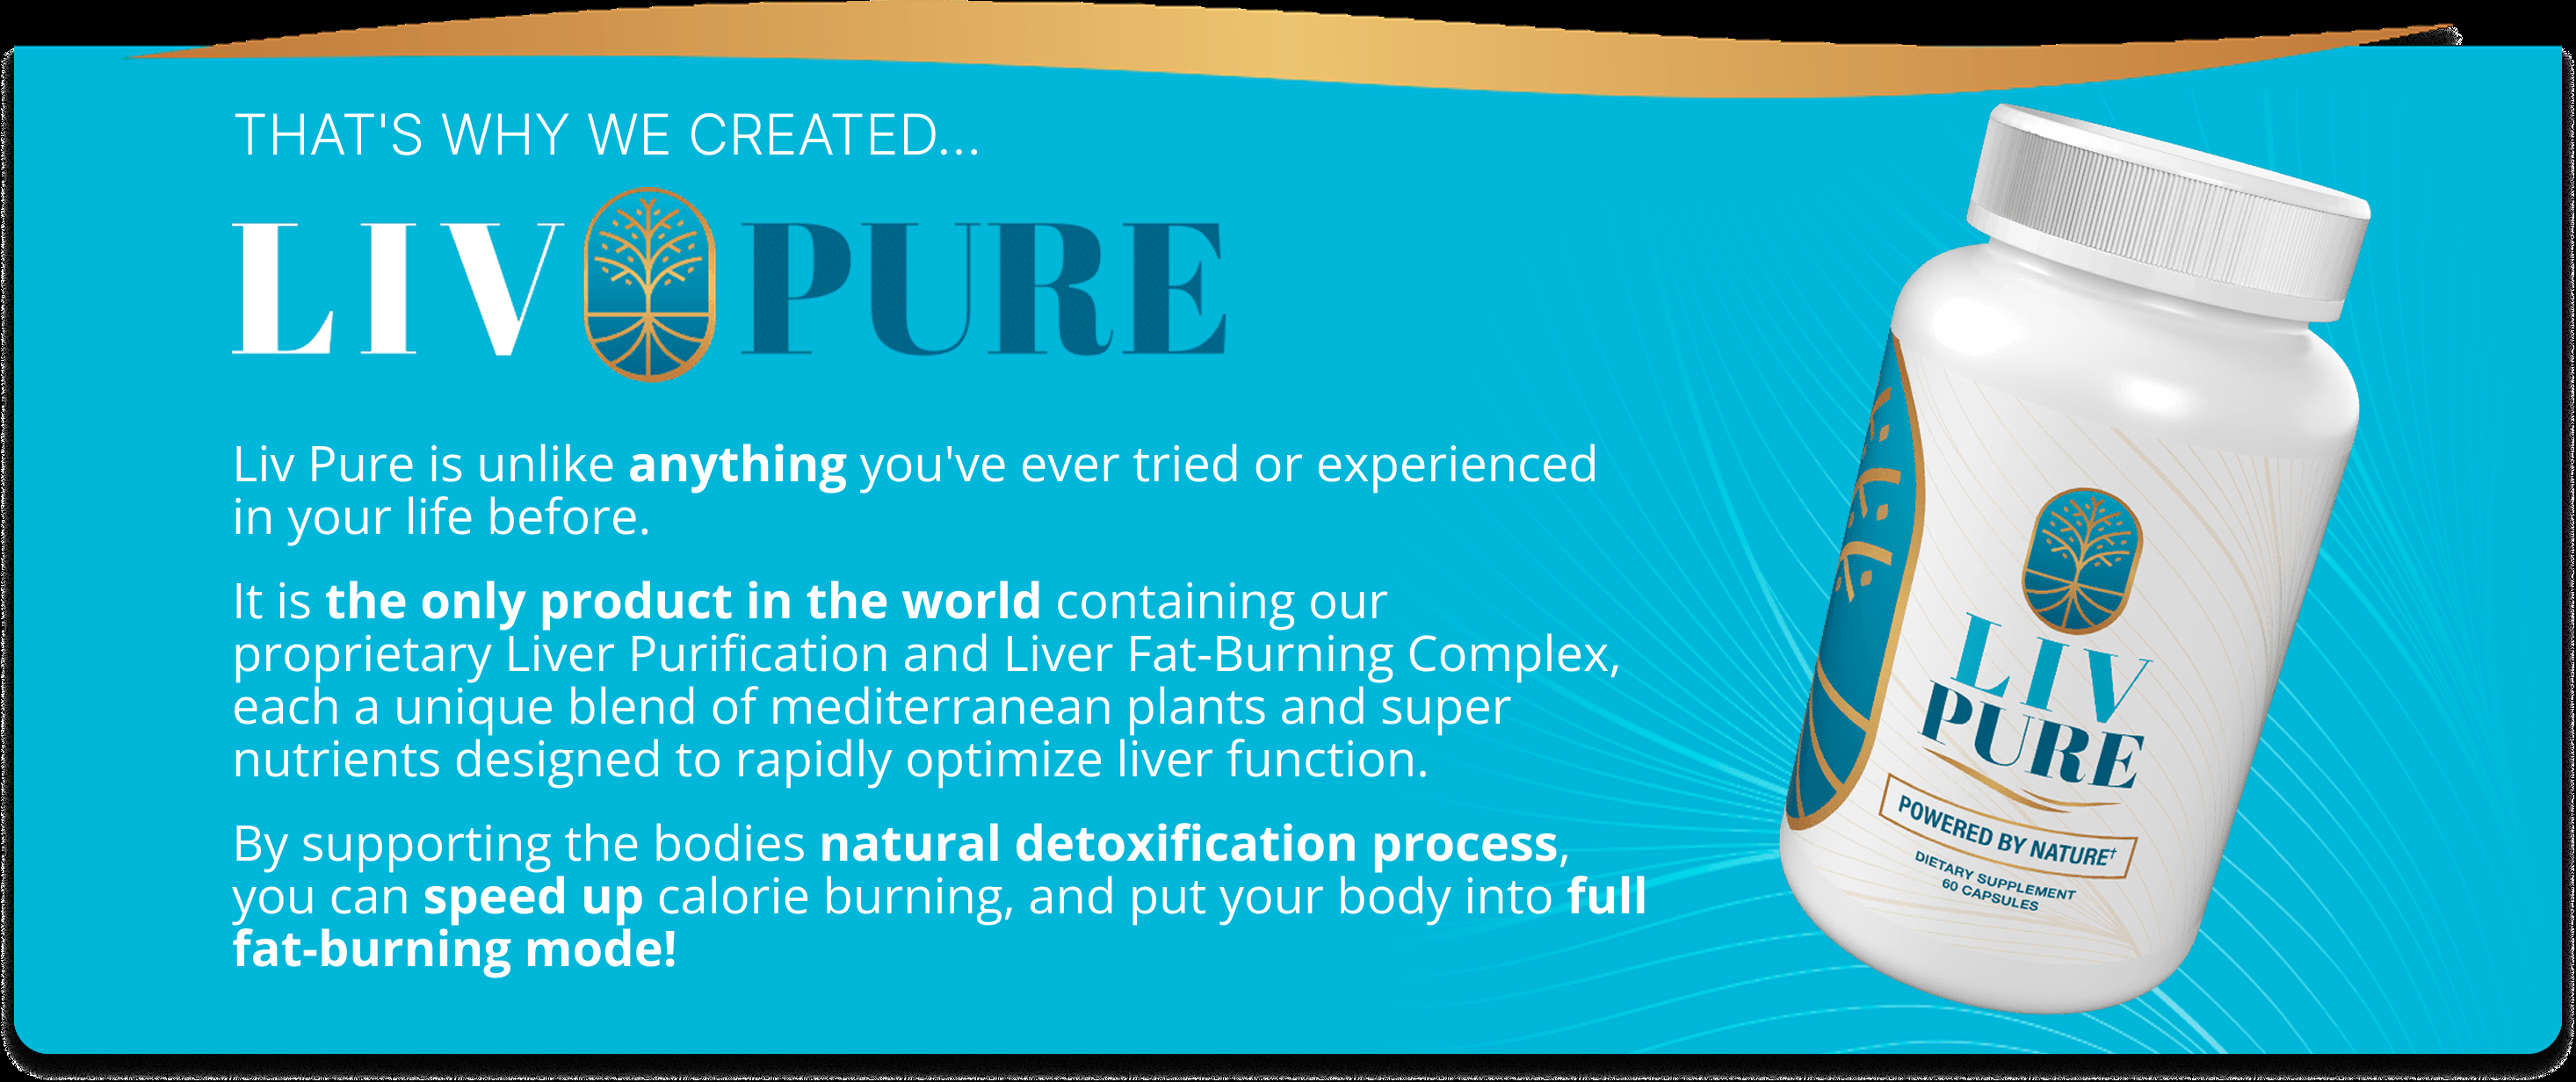 THAT'S WHY WE CREATED...
LIV PURE
Liv Pure is unlike anything you've ever tried or experienced
in your life before.
It is the only product in the world containing our
proprietary Liver Purification and Liver Fat-Burning Complex,
each a unique blend of mediterranean plants and super
nutrients designed to rapidly optimize liver function.
By supporting the bodies natural detoxification process,
you can speed up calorie burning, and put your body into full
fat-burning mode!
LIV
PURE
POWERED BY NATURE†
DIETARY SUPPLEMENT
60 CAPSULES